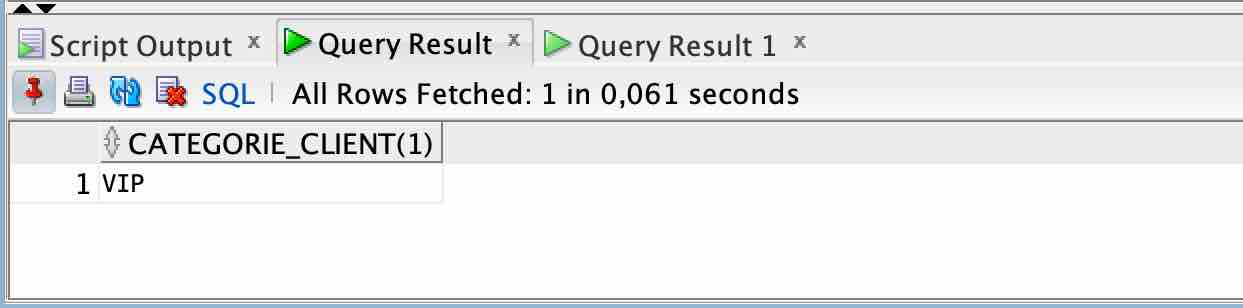 Script Output x Query Result x Query Result 1 x
SQL All Rows Fetched: 1 in 0,061 seconds
CATEGORIE_CLIENT(1)
1 VIP